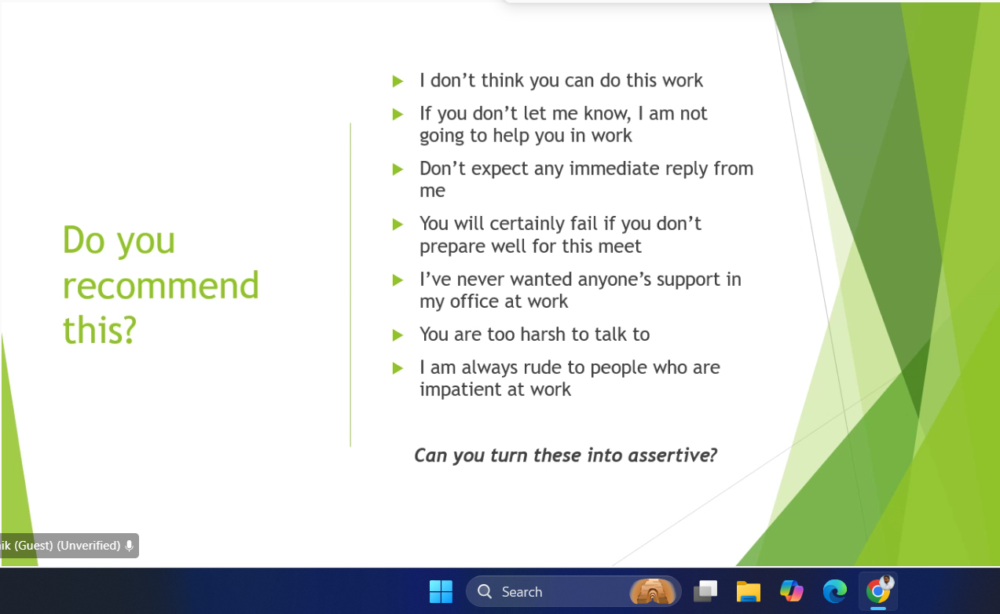 Do you
recommend
this?
I don’t think you can do this work
If you don’t let me know, I am not
going to help you in work
Don’t expect any immediate reply from
me
You will certainly fail if you don’t
prepare well for this meet
I’ve never wanted anyone’s support in
my office at work
You are too harsh to talk to
I am always rude to people who are
impatient at work
Can you turn these into assertive?
(Guest) (Unverified)
Search